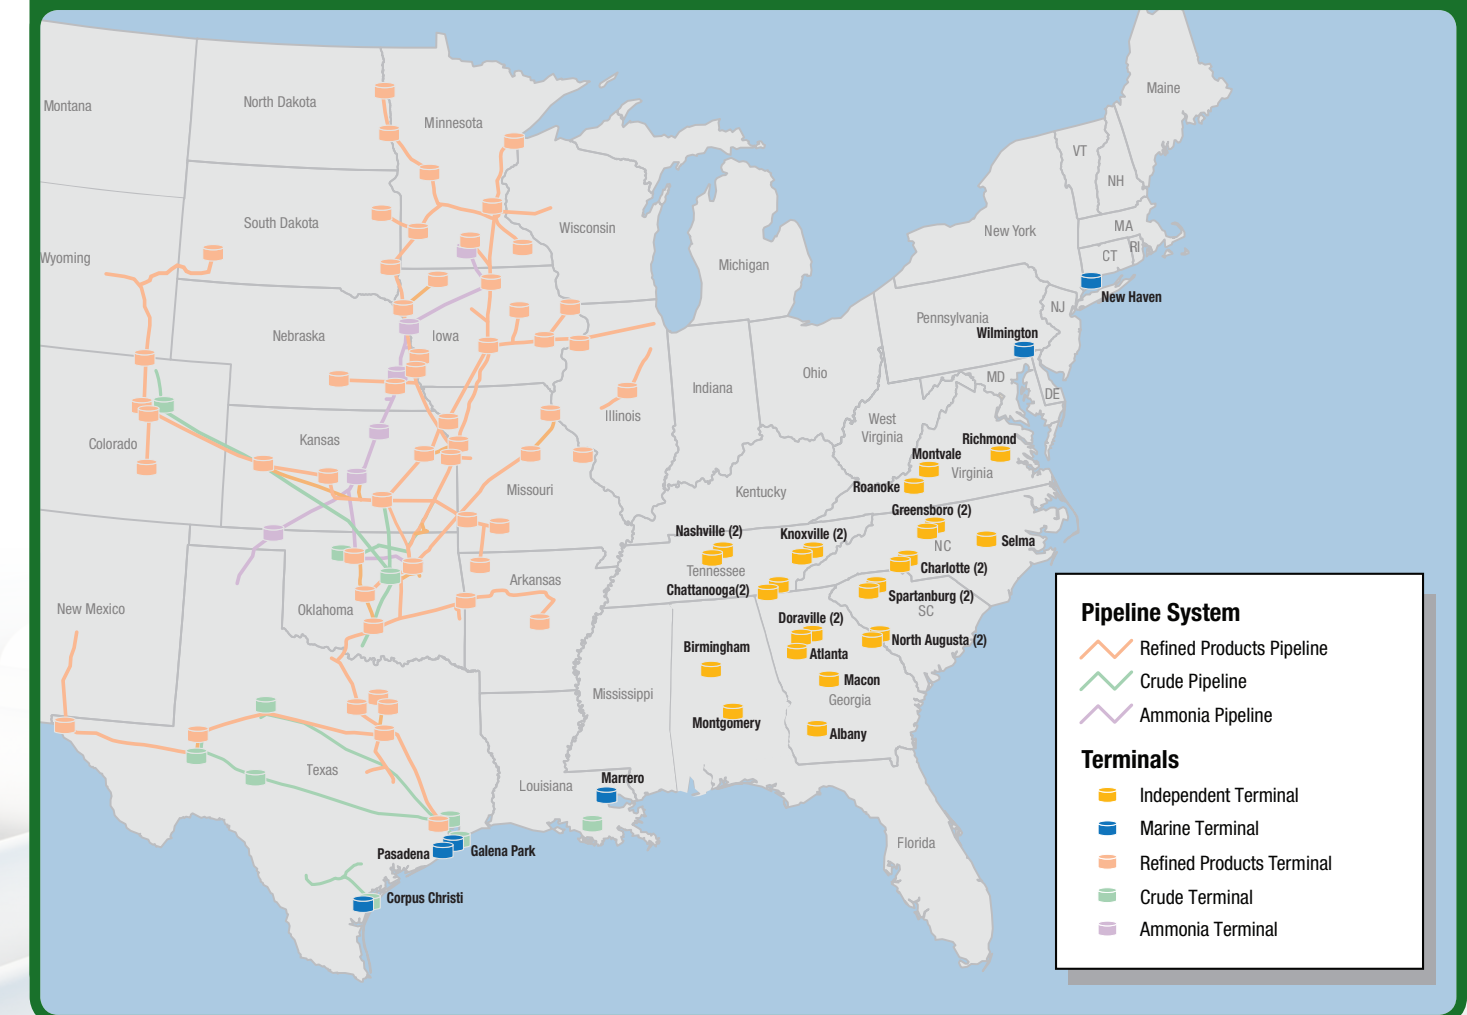 Maine
Montana
North Dakota
Minnesota
VT
NH
South Dakota
Wisconsin
New York
MA
RI
CT
Wyoming
Michigan
New Haven
NJ
Pennsylvania
Wilmington
Nebraska
Iowa
Ohio
Indiana
MD
DE
Illinois
West
Virginia
Colorado
Kansas
Richmond
Montvale
Virginia
Roanoke
Missouri
Kentucky
Greensboro (2)
Nashville (2)
Knoxville (2)
NC
Selma
Tennessee
Charlotte (2)
Arkansas
Chattanooga(2)
Spartanburg (2)
SC
New Mexico
Oklahoma
Doraville (2)
North Augusta (2)
Birmingham
Atlanta
Macon
Mississippi
Georgia
Montgomery
Albany
Texas
Louisiana
Marrero
Florida
Pasadena
Galena Park
Corpus Christi
Pipeline System
Refined Products Pipeline
Crude Pipeline
Ammonia Pipeline
Terminals
Independent Terminal
Marine Terminal
Refined Products Terminal
Crude Terminal
Ammonia Terminal